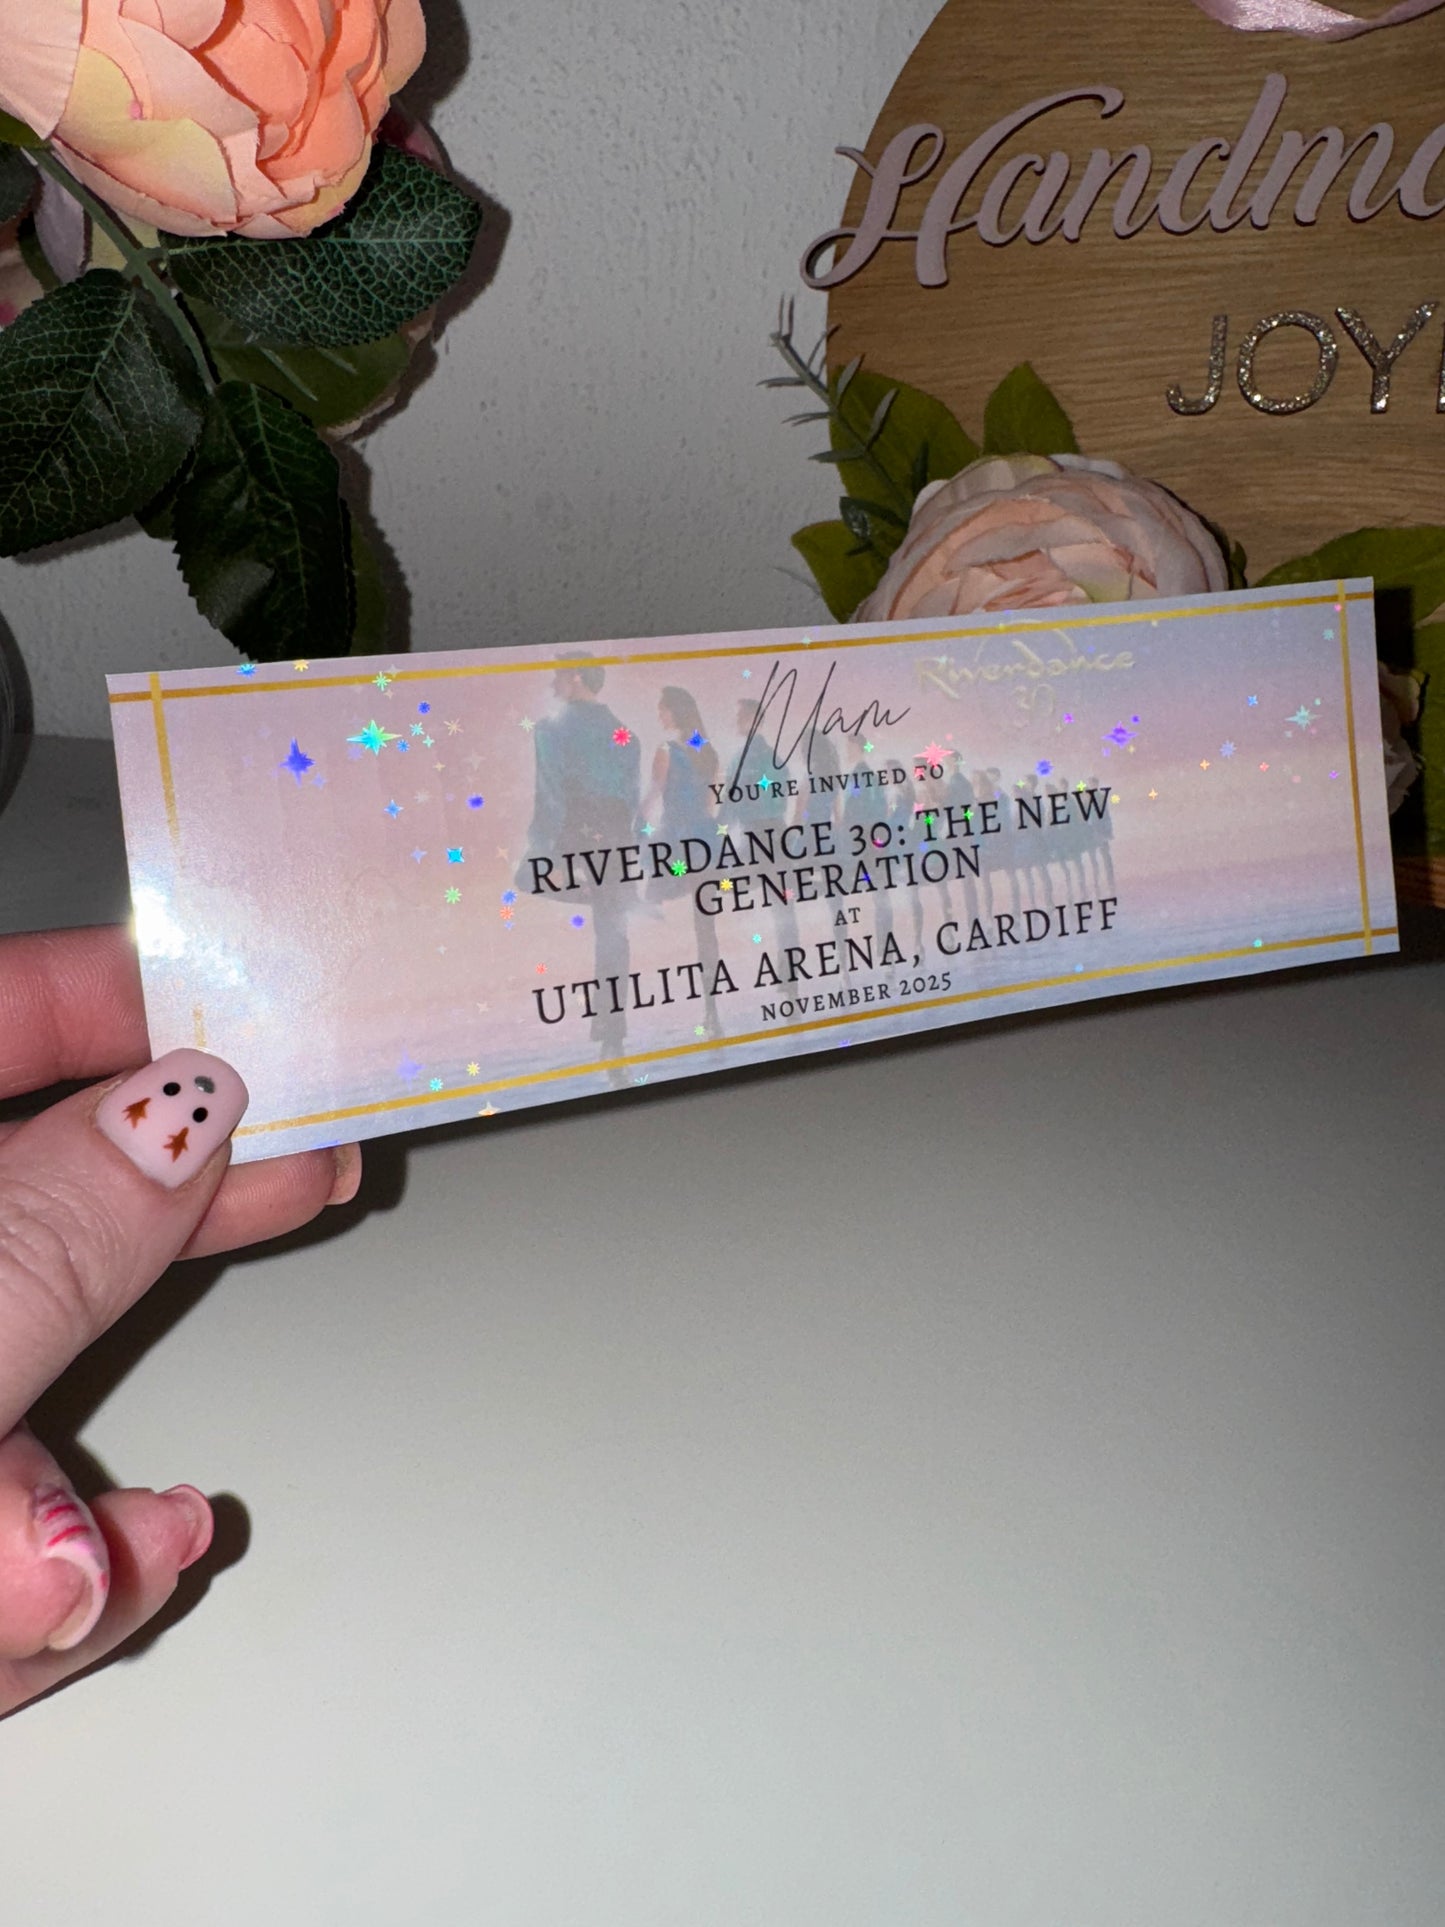 Handma
JOY
Riverdance
30
Mam
YOU'RE INVITED TO
RIVERDANCE 30: THE NEW
GENERATION
AT
UTILITA ARENA, CARDIFF
NOVEMBER 2025